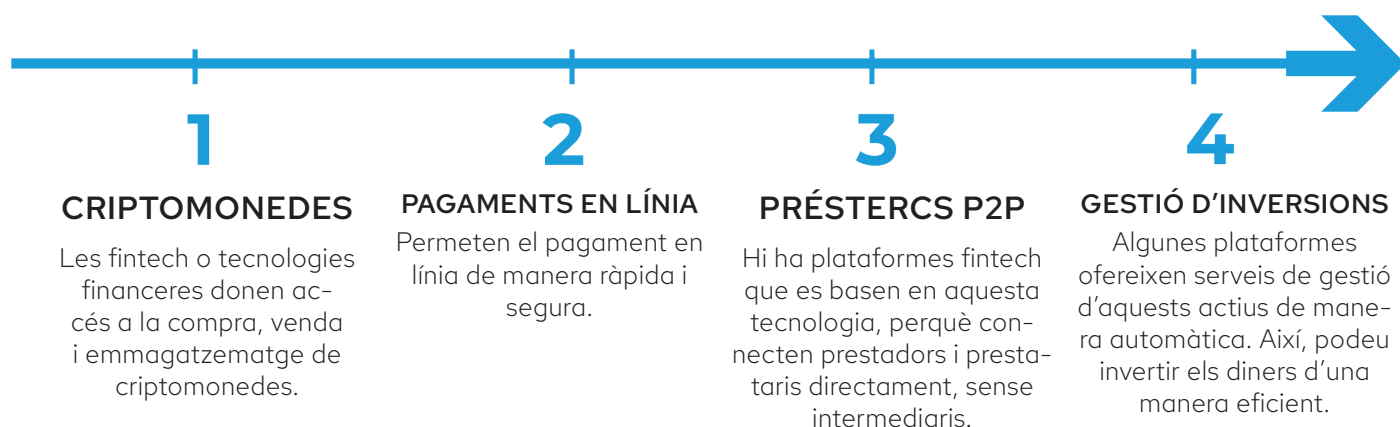 1
CRIPTOMONEDES
Les fintech o tecnologies
financeres donen ac-
cés a la compra, venda
i emmagatzematge de
criptomonedes.
2
PAGAMENTS EN LÍNIA
Permeten el pagament en
línia de manera ràpida i
segura.
3
PRÉSTERCS P2P
Hi ha plataformes fintech
que es basen en aquesta
tecnologia, perquè con-
necten prestadors i presta-
taris directament, sense
intermediaris.
4
GESTIÓ D’INVERSIONS
Algunes plataformes
ofereixen serveis de gestió
d’aquests actius de mane-
ra automàtica. Així, podeu
invertir els diners d’una
manera eficient.